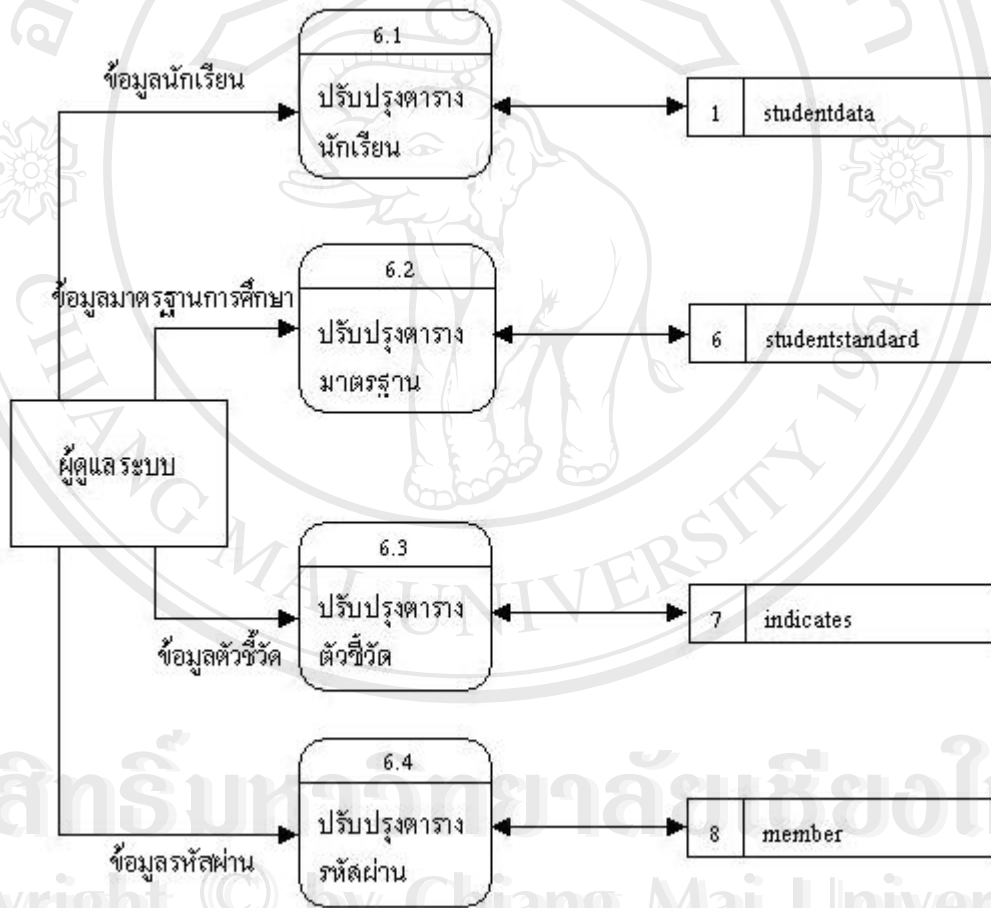 6.1
ข้อมูลนักเรียน
ปรับปรุงตาราง
นักเรียน
1 studentdata
6.2
ข้อมูลมาตรฐานการศึกษา
ปรับปรุงตาราง
มาตรฐาน
6 studentstandard
ผู้ดูแลระบบ
6.3
ปรับปรุงตาราง
ตัวชี้วัด
ข้อมูลตัวชี้วัด
7 indicates
6.4
ปรับปรุงตาราง
รหัสผ่าน
ข้อมูลรหัสผ่าน
8 member
CHIANG MAI UNIVERSITY 1964
by Chiang Mai